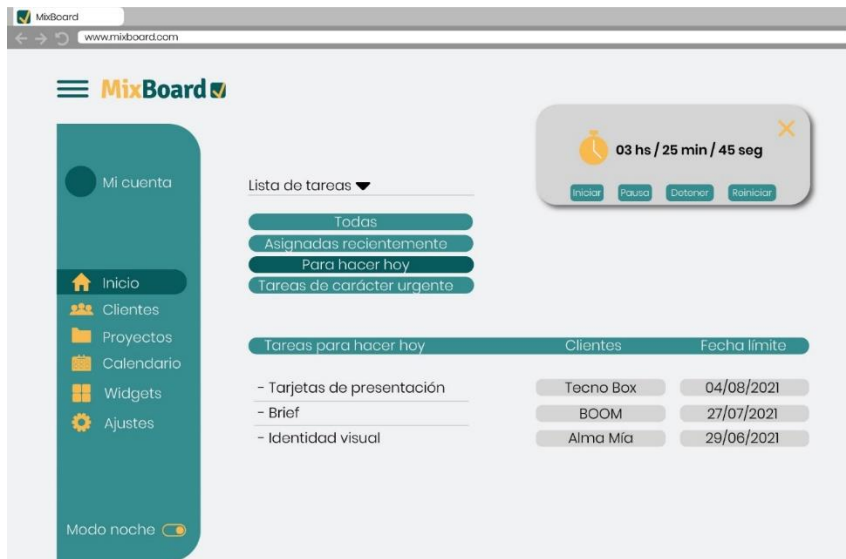 MixBoard
www.mixboard.com
MixBoard
03 hs / 25 min / 45 seg
Iniciar Pausa Detener Reiniciar
Mi cuenta
Inicio
Clientes
Proyectos
Calendario
Widgets
Ajustes
Modo noche
Lista de tareas
Todas
Asignadas recientemente
Para hacer hoy
Tareas de carácter urgente
Tareas para hacer hoy Clientes Fecha límite
- Tarjetas de presentación Tecno Box 04/08/2021
- Brief BOOM 27/07/2021
- Identidad visual Alma Mía 29/06/2021